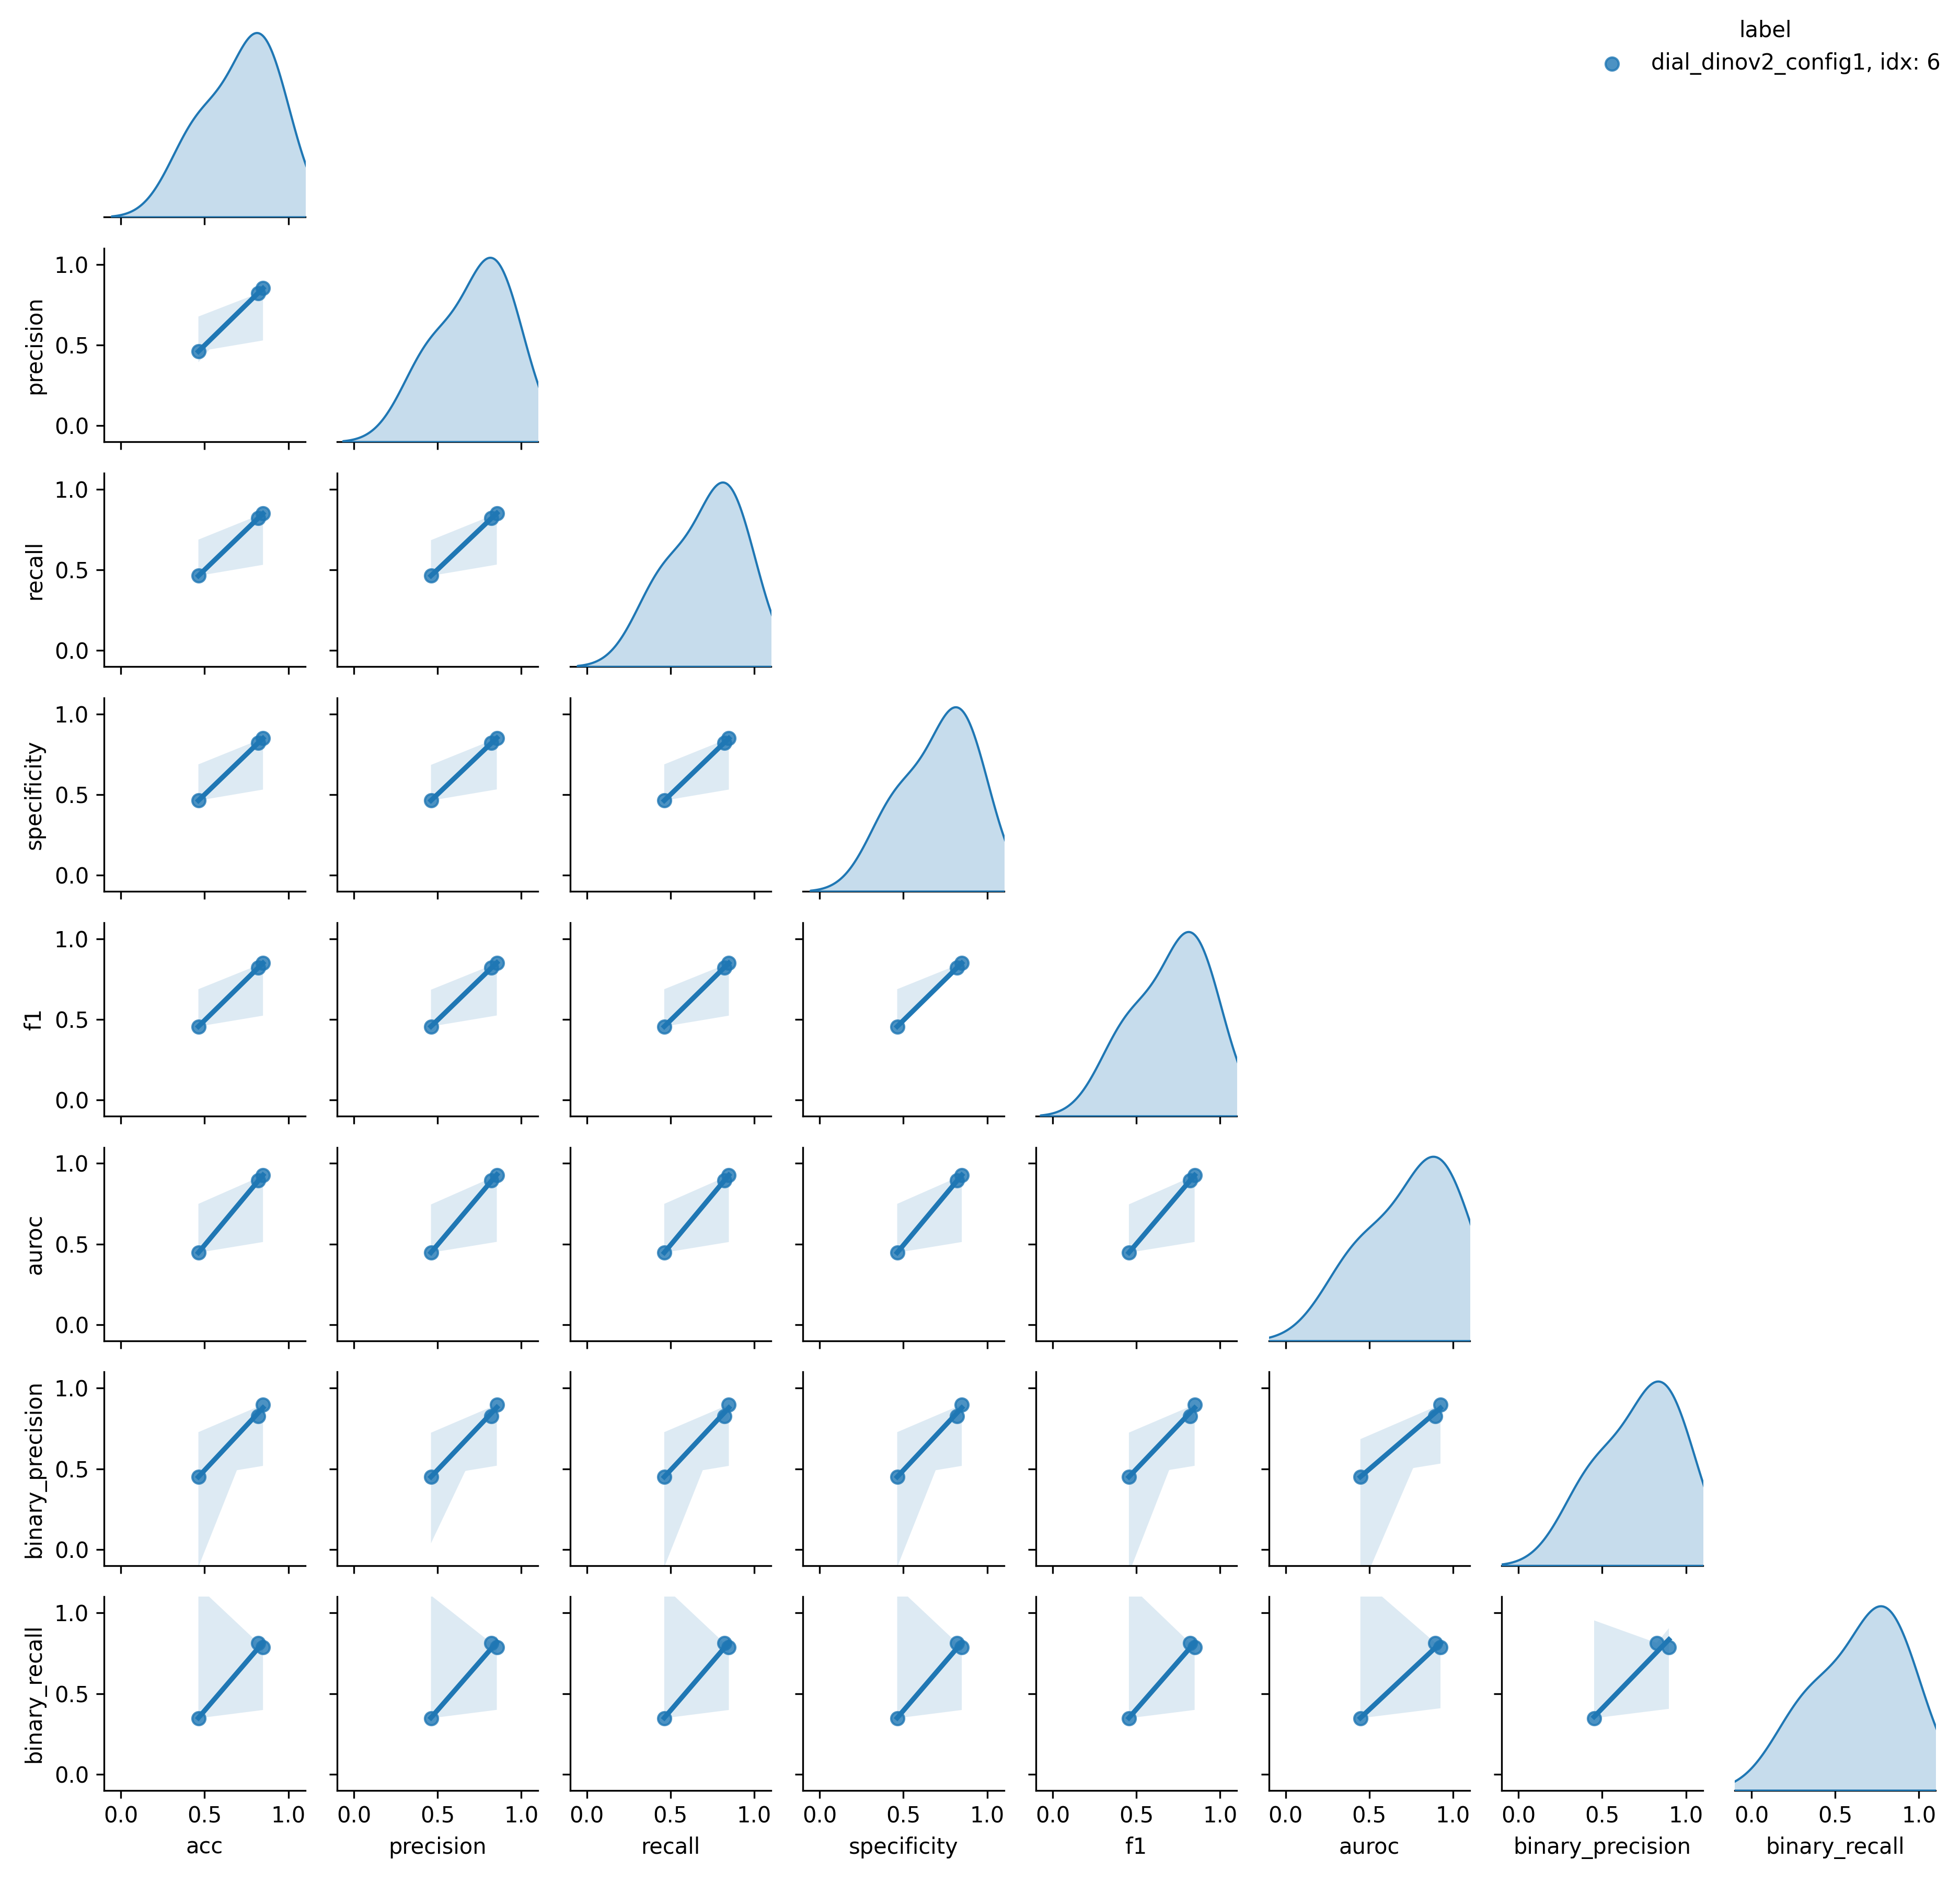 label
dial_dinov2_config1, idx: 6
1.0
0.5
0.0
precision
1.0
0.5
0.0
recall
1.0
0.5
0.0
specificity
1.0
0.5
0.0
f1
1.0
0.5
0.0
auroc
1.0
0.5
0.0
binary_precision
1.0
0.5
0.0
binary_recall
0.0 0.5 1.0 0.0 0.5 1.0 0.0 0.5 1.0 0.0 0.5 1.0 0.0 0.5 1.0 0.0 0.5 1.0 0.0 0.5 1.0 0.0 0.5 1.0
acc precision recall specificity f1 auroc binary_precision binary_recall